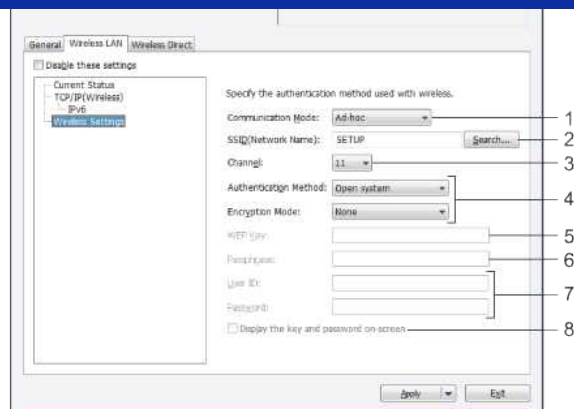 General Wireless LAN Wireless Direct
Disable these settings
Current Status
TCP/IP(Wireless)
IPv6
Wireless Settings
Specify the authentication method used with wireless.
Communication Mode: Ad-hoc 1
SSID(Network Name): SETUP Search... 2
Channel: 11 3
Authentication Method: Open system
4
Encryption Mode: None
WEP Key: 5
Passphrase: 6
User ID:
7
Password:
Display the key and password on screen 8
Apply Exit